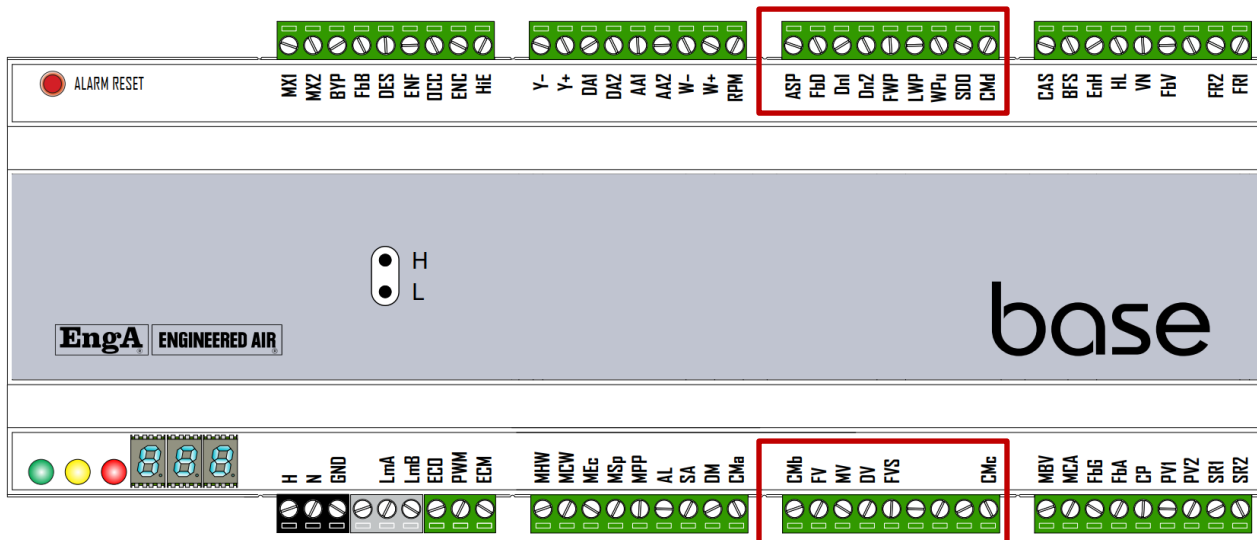 ALARM RESET
MX1 MX2 BYP FbB DES ENF OCC ENC HiE
Y- Y+ DA1 DA2 AA1 AA2 W- W+ RPM
ASP FbD Dn1 Dn2 FWP LWP WPu SDD CMd
CAS BFS EnH HL VN FbV FR2 FR1
H
L
EngA ENGINEERED AIR
base
888
H N GND LmA LmB ECO PWM ECM
MHW MCW MEc MSp MPP AL SA DM CMa
CMb FV MV DV FVS CMc
MBV MCA FbG FbA CP PV1 PV2 SR1 SR2